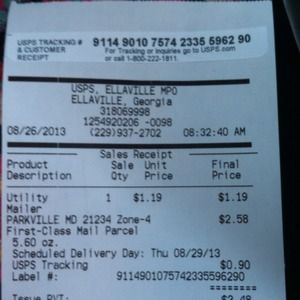 USPS TRACKING # 9114 9010 7574 2335 5962 90
& CUSTOMER For Tracking or inquiries go to USPS.com
RECEIPT or call 1-800-222-1811.
USPS, ELLAVILLE MPO
ELLAVILLE, Georgia
318069998
1254920206 -0098
08/26/2013 (229)937-2702 08:32:40 AM
Sales Receipt
Product Sale Unit Final
Description Qty Price Price
Utility 1 $1.19 $1.19
Mailer
PARKVILLE MD 21234 Zone-4 $2.58
First-Class Mail Parcel
5.60 oz.
Scheduled Delivery Day: Thu 08/29/13
USPS Tracking $0.90
Label #: 9114901075742335596290
Issue PVI: $3.48